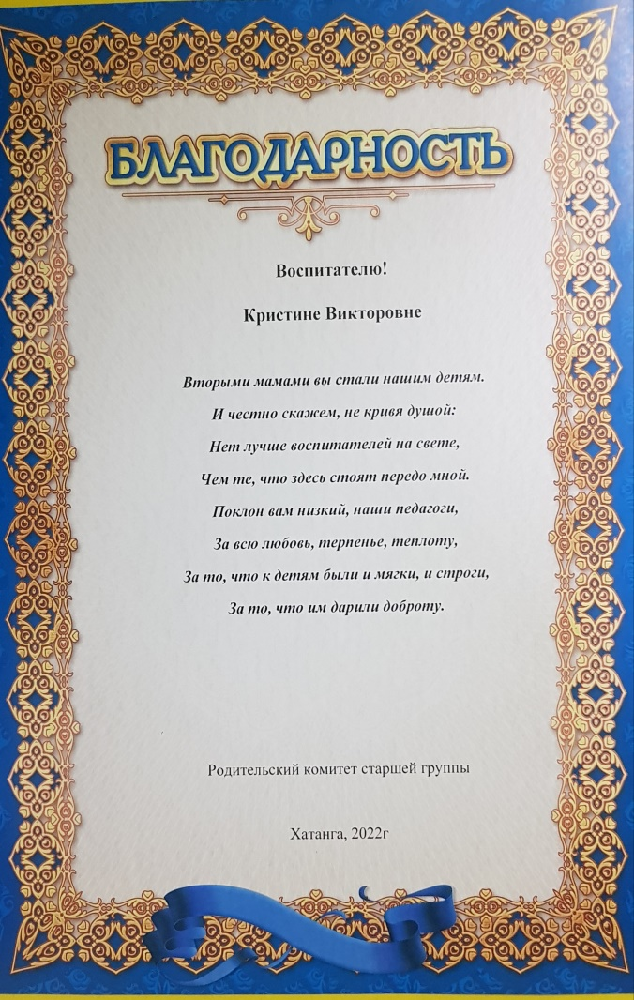 БЛАГОДАРНОСТЬ
Воспитателю!
Кристине Викторовне
Вторыми мамами вы стали нашим детям.
И честно скажем, не кривя душой:
Нет лучше воспитателей на свете,
Чем те, что здесь стоят передо мной.
Поклон вам низкий, наши педагоги,
За всю любовь, терпенье, теплоту,
За то, что к детям были и мягки, и строги,
За то, что им дарили доброту.
Родительский комитет старшей группы
Хатанга, 2022г